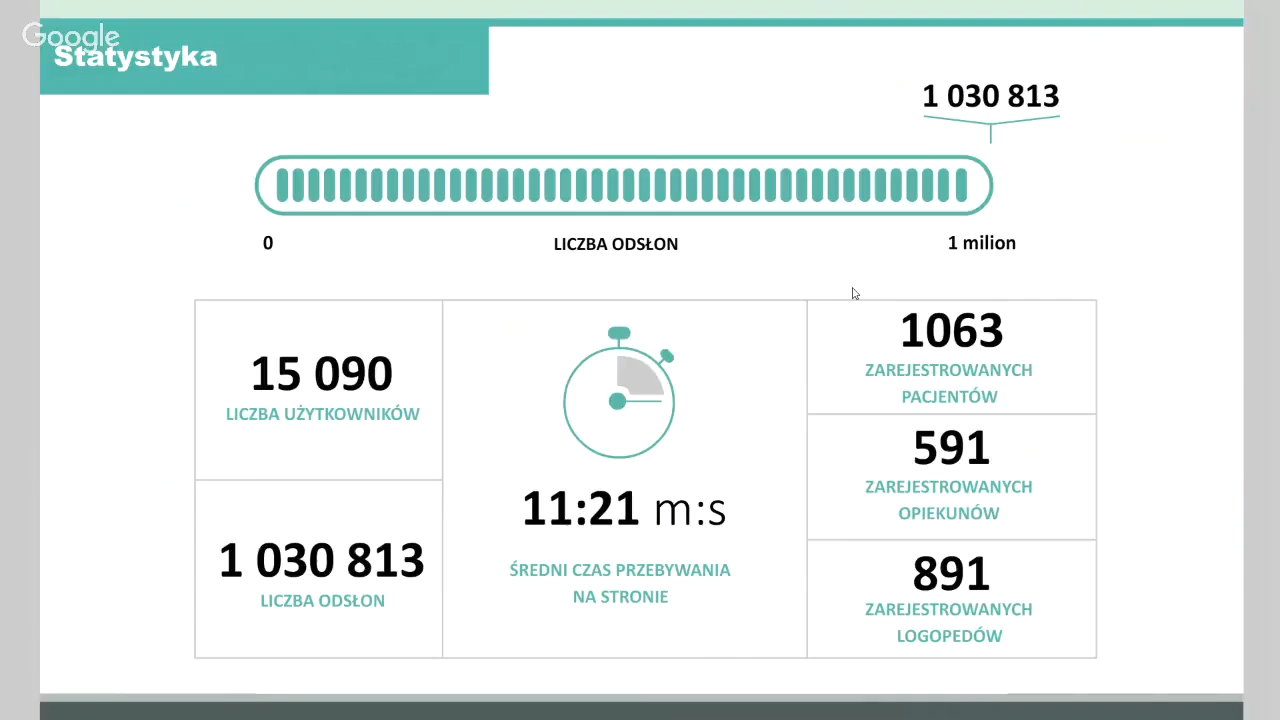 Google
Statystyka
1 030 813
0
LICZBA ODSŁON
1 milion
15 090
LICZBA UŻYTKOWNIKÓW
1 030 813
LICZBA ODSŁON
11:21 m:s
ŚREDNI CZAS PRZEBYWANIA
NA STRONIE
1063
ZAREJESTROWANYCH
PACJENTÓW
591
ZAREJESTROWANYCH
OPIEKUNÓW
891
ZAREJESTROWANYCH
LOGOPEDÓW